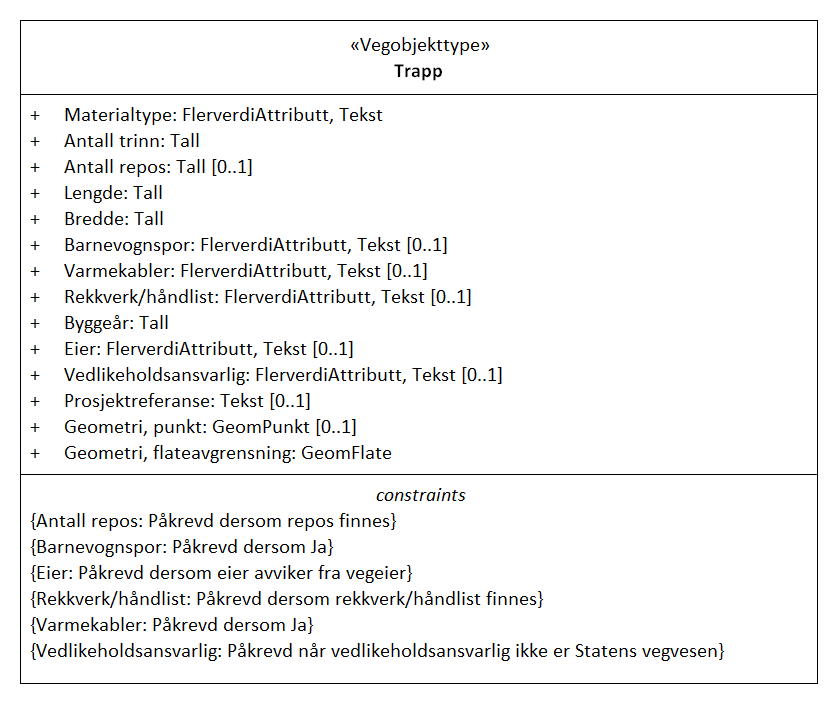 «Vegobjekttype»
Trapp
+ Materialtype: FlerverdiAttributt, Tekst
+ Antall trinn: Tall
+ Antall repos: Tall [0..1]
+ Lengde: Tall
+ Bredde: Tall
+ Barnevognspor: FlerverdiAttributt, Tekst [0..1]
+ Varmekabler: FlerverdiAttributt, Tekst [0..1]
+ Rekkverk/håndlist: FlerverdiAttributt, Tekst [0..1]
+ Byggeår: Tall
+ Eier: FlerverdiAttributt, Tekst [0..1]
+ Vedlikeholdsansvarlig: FlerverdiAttributt, Tekst [0..1]
+ Prosjektreferanse: Tekst [0..1]
+ Geometri, punkt: GeomPunkt [0..1]
+ Geometri, flateavgrensning: GeomFlate
constraints
{Antall repos: Påkrevd dersom repos finnes}
{Barnevognspor: Påkrevd dersom Ja}
{Eier: Påkrevd dersom eier avviker fra vegeier}
{Rekkverk/håndlist: Påkrevd dersom rekkverk/håndlist finnes}
{Varmekabler: Påkrevd dersom Ja}
{Vedlikeholdsansvarlig: Påkrevd når vedlikeholdsansvarlig ikke er Statens vegvesen}